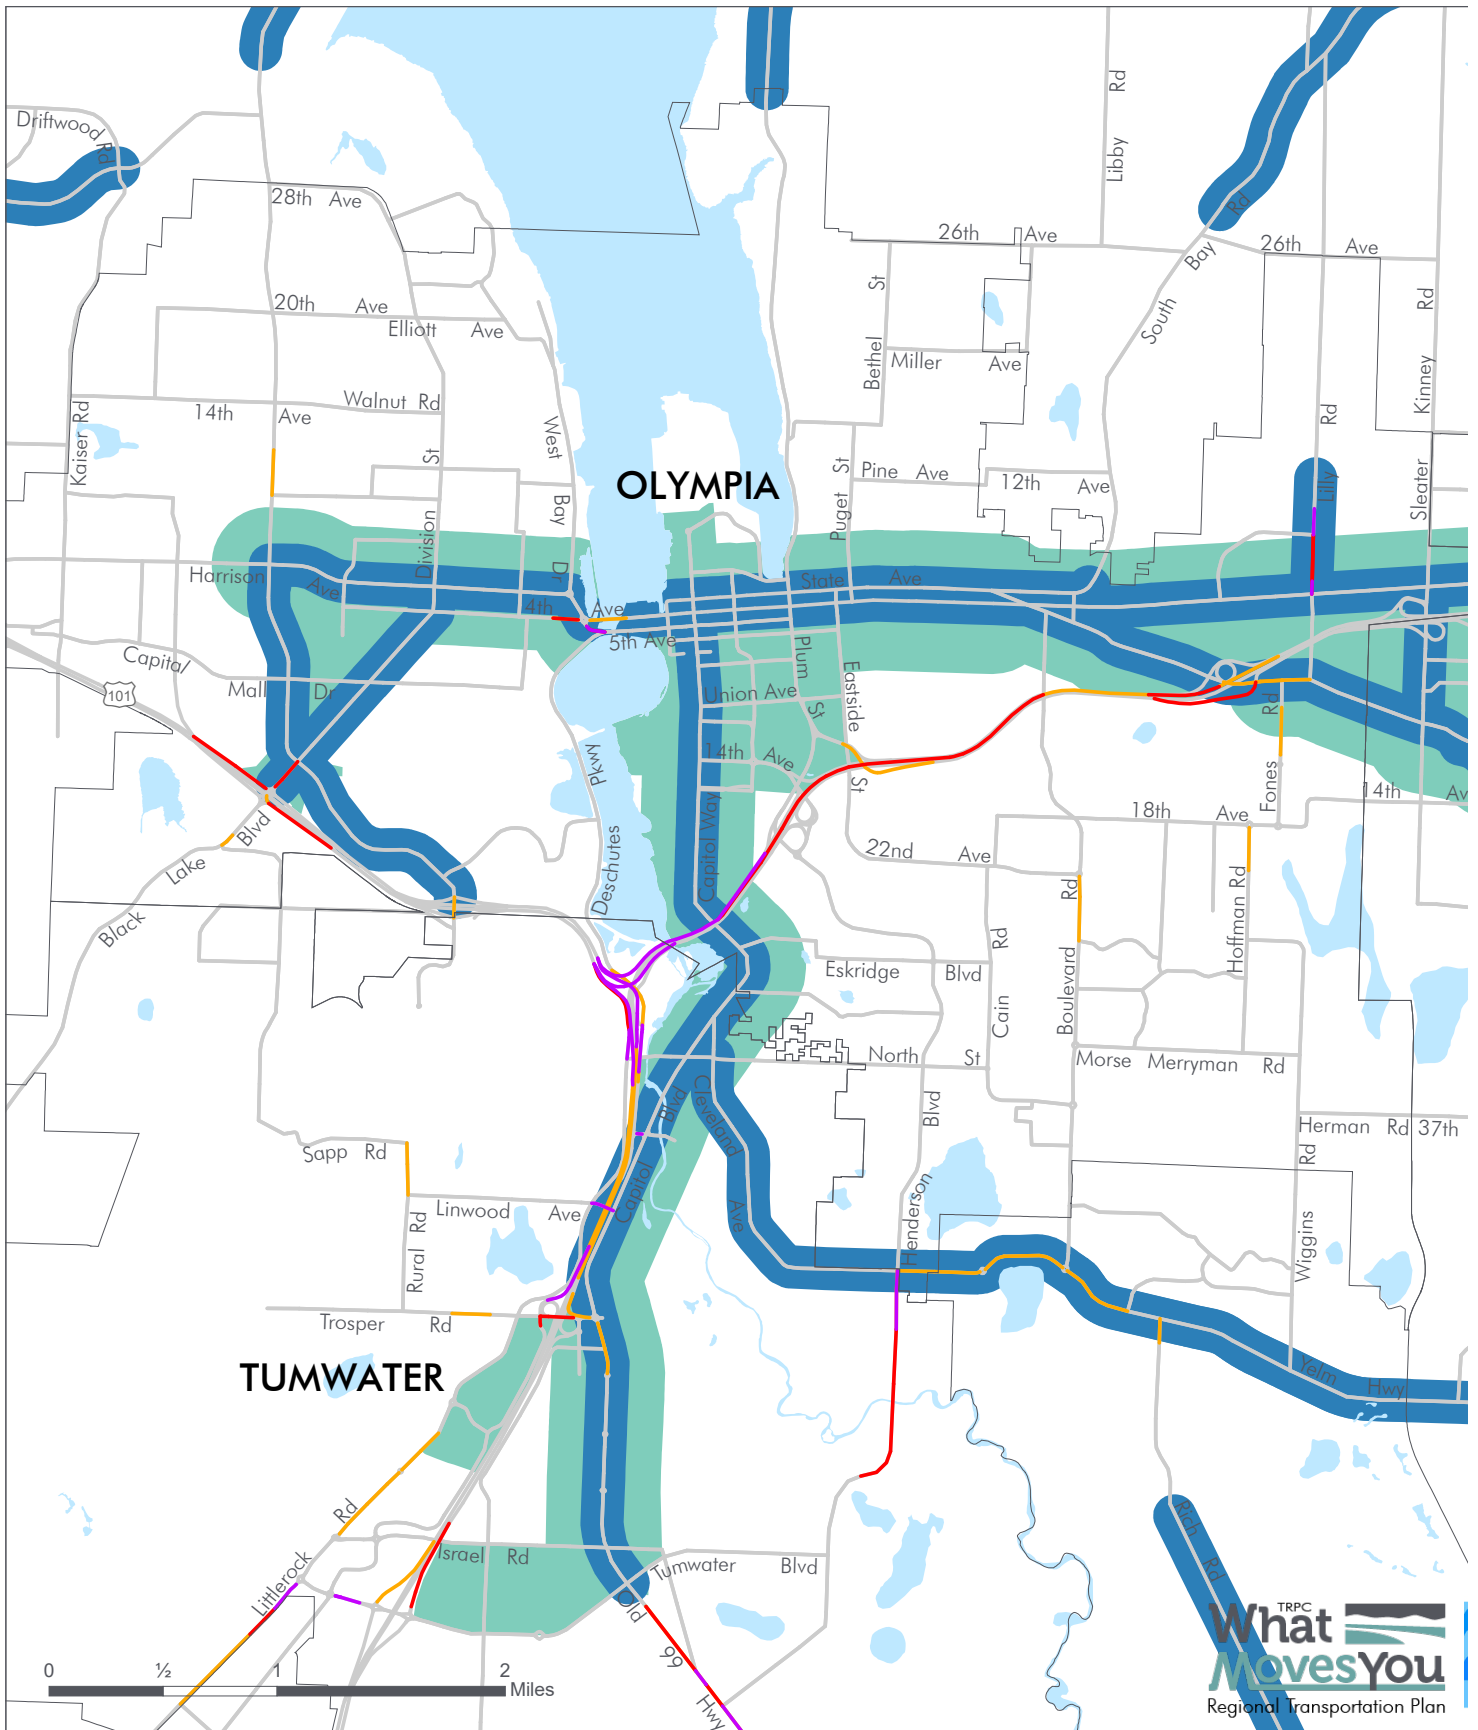 Driftwood Rd
28th Ave
20th Ave
Elliott Ave
Walnut Rd
14th Ave
Kaiser Rd
Division St
West Bay Dr
OLYMPIA
Harrison Ave
4th Ave
5th Ave
State Ave
Capital Mall Dr
101
Union Ave
Plum St
Eastside St
14th Ave
Capitol Way
Deschutes Pkwy
Black Lake Blvd
Libby Rd
26th Ave
26th Ave
South Bay Rd
Bethel St
Miller Ave
Puget St
Pine Ave
12th Ave
Lilly Rd
Sleater Kinney Rd
Fones Rd
14th Av
18th Ave
22nd Ave
Hoffman Rd
Boulevard Rd
Cain Rd
Eskridge Blvd
North St
Morse Merryman Rd
Herman Rd
37th
Wiggins Rd
Henderson Blvd
Cleveland Ave
Capitol Blvd
Sapp Rd
Linwood Ave
Rural Rd
Trosper Rd
TUMWATER
Littlerock Rd
Israel Rd
Tumwater Blvd
Old 99 Hwy
Yelm Hwy
Rich Rd
0 ½ 1 2 Miles
TRPC
What
MovesYou
Regional Transportation Plan